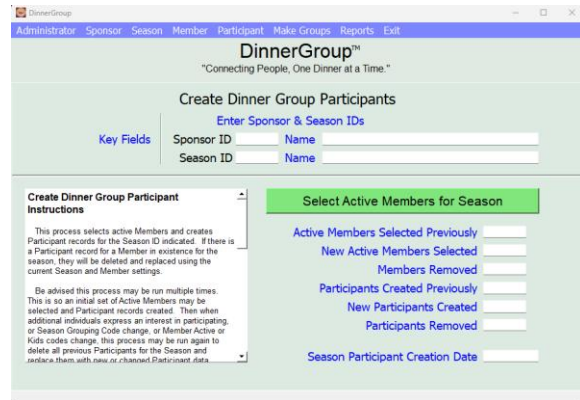 DinnerGroup
Administrator Sponsor Season Member Participant Make Groups Reports Exit
DinnerGroup™
"Connecting People, One Dinner at a Time."
Create Dinner Group Participants
Enter Sponsor & Season IDs
Key Fields
Sponsor ID
Name
Season ID
Name
Create Dinner Group Participant
Instructions
This process selects active Members and creates
Participant records for the Season ID indicated. If there is
a Participant record for a Member in existence for the
season, they will be deleted and replaced using the
current Season and Member settings.
Be advised this process may be run multiple times.
This is so an initial set of Active Members may be
selected and Participant records created. Then when
additional individuals express an interest in participating,
or Season Grouping Code change, or Member Active or
Kids codes change, this process may be run again to
delete all previous Participants for the Season and
replace them with new or changed Participant data
Select Active Members for Season
Active Members Selected Previously
New Active Members Selected
Members Removed
Participants Created Previously
New Participants Created
Participants Removed
Season Participant Creation Date